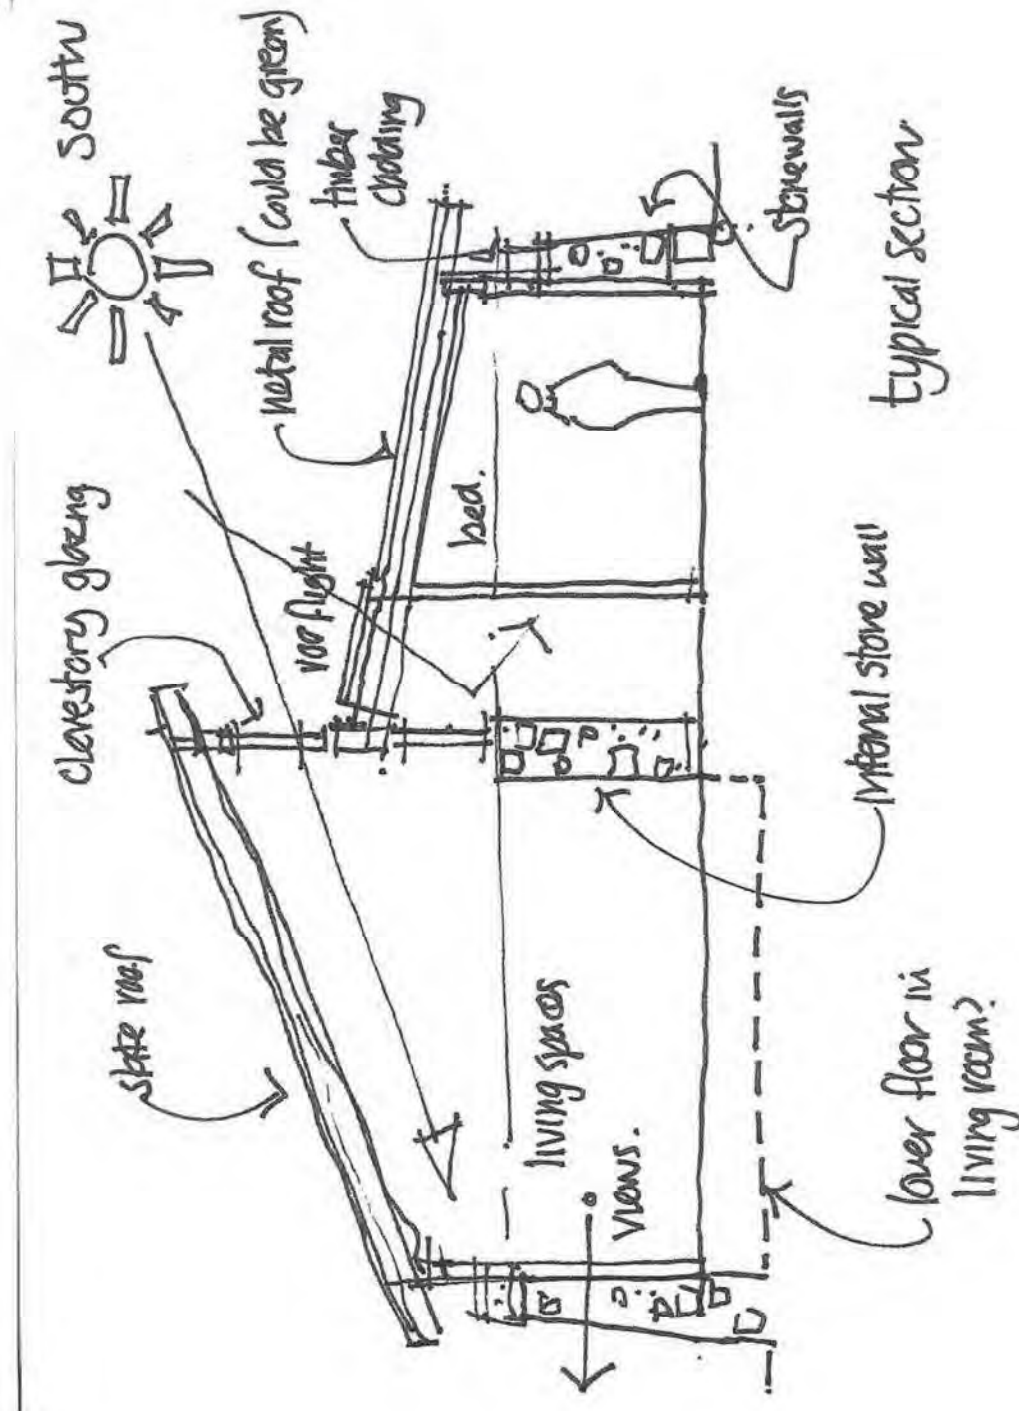 South
Clerestory glazing
slate roof
metal roof (could be green)
timber
cladding
rooflight
bed.
living spaces
views.
stonewalls
internal stone wall
lower floor in
living room?
typical section